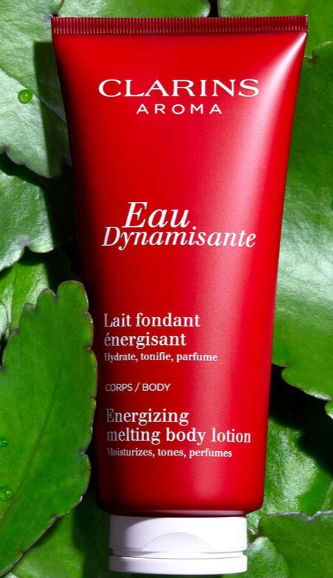 CLARINS
AROMA
Eau
Dynamisante
Lait fondant
énergisant
Hydrate, tonifie, parfume
CORPS / BODY
Energizing
melting body lotion
Moisturizes, tones, perfumes